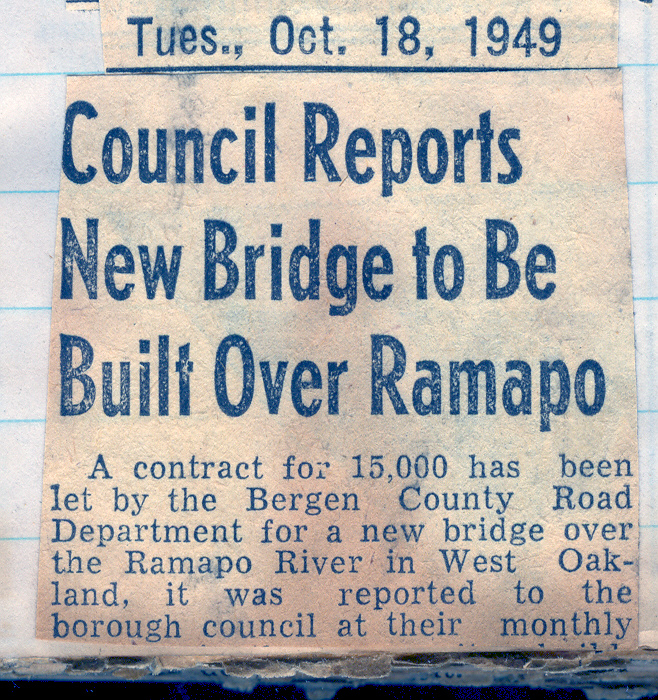 Tues., Oct. 18, 1949
Council Reports
New Bridge to Be
Built Over Ramapo
A contract for 15,000 has been
let by the Bergen County Road
Department for a new bridge over
the Ramapo River in West Oak-
land, it was reported to the
borough council at their monthly